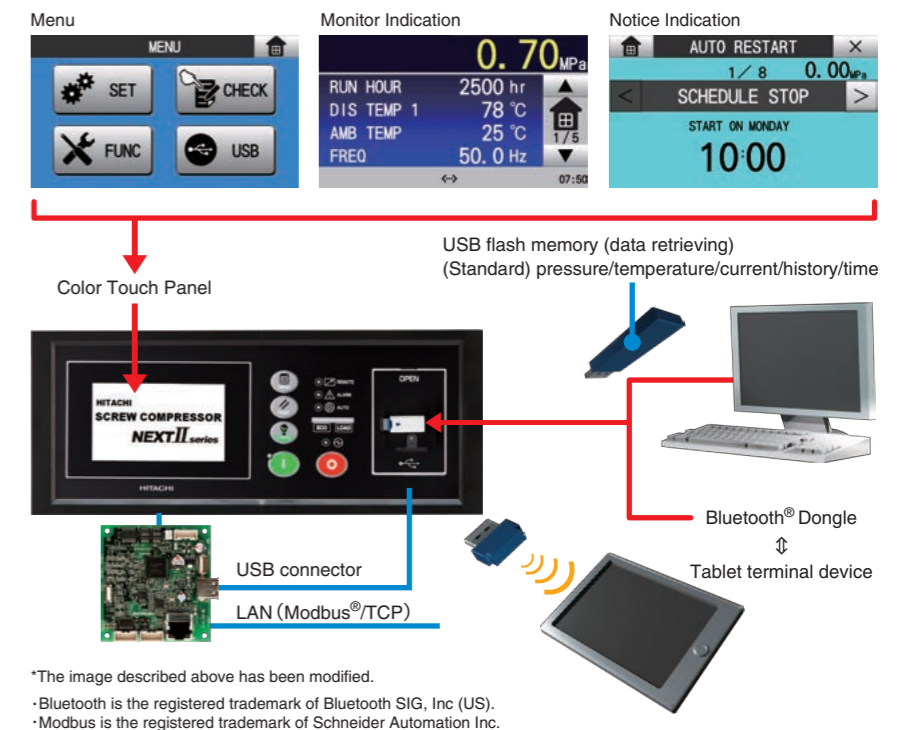 Menu
Monitor Indication
Notice Indication
MENU
SET
CHECK
FUNC
USB
0.70MPa
RUN HOUR 2500 hr
DIS TEMP 1 78 ℃
AMB TEMP 25 ℃
FREQ 50.0 Hz
1/5
<··> 07:50
AUTO RESTART ×
1/8 0.00MPa
< SCHEDULE STOP >
START ON MONDAY
10:00
USB flash memory (data retrieving)
(Standard) pressure/temperature/current/history/time
Color Touch Panel
HITACHI
SCREW COMPRESSOR
NEXTII series
REMOTE
ALARM
AUTO
ECO LOAD
OPEN
HITACHI
Bluetooth® Dongle
⇕
Tablet terminal device
USB connector
LAN (Modbus®/TCP)
*The image described above has been modified.
・Bluetooth is the registered trademark of Bluetooth SIG, Inc (US).
・Modbus is the registered trademark of Schneider Automation Inc.